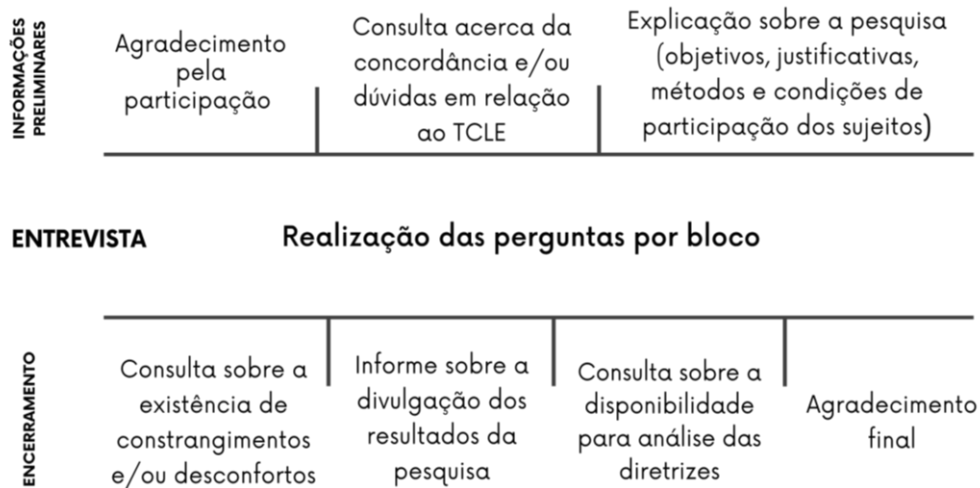 INFORMAÇÕES
PRELIMINARES
Agradecimento
pela
participação
Consulta acerca da
concordância e/ou
dúvidas em relação
ao TCLE
Explicação sobre a pesquisa
(objetivos, justificativas,
métodos e condições de
participação dos sujeitos)
ENTREVISTA
Realização das perguntas por bloco
ENCERRAMENTO
Consulta sobre a
existência de
constrangimentos
e/ou desconfortos
Informe sobre a
divulgação dos
resultados da
pesquisa
Consulta sobre a
disponibilidade
para análise das
diretrizes
Agradecimento
final